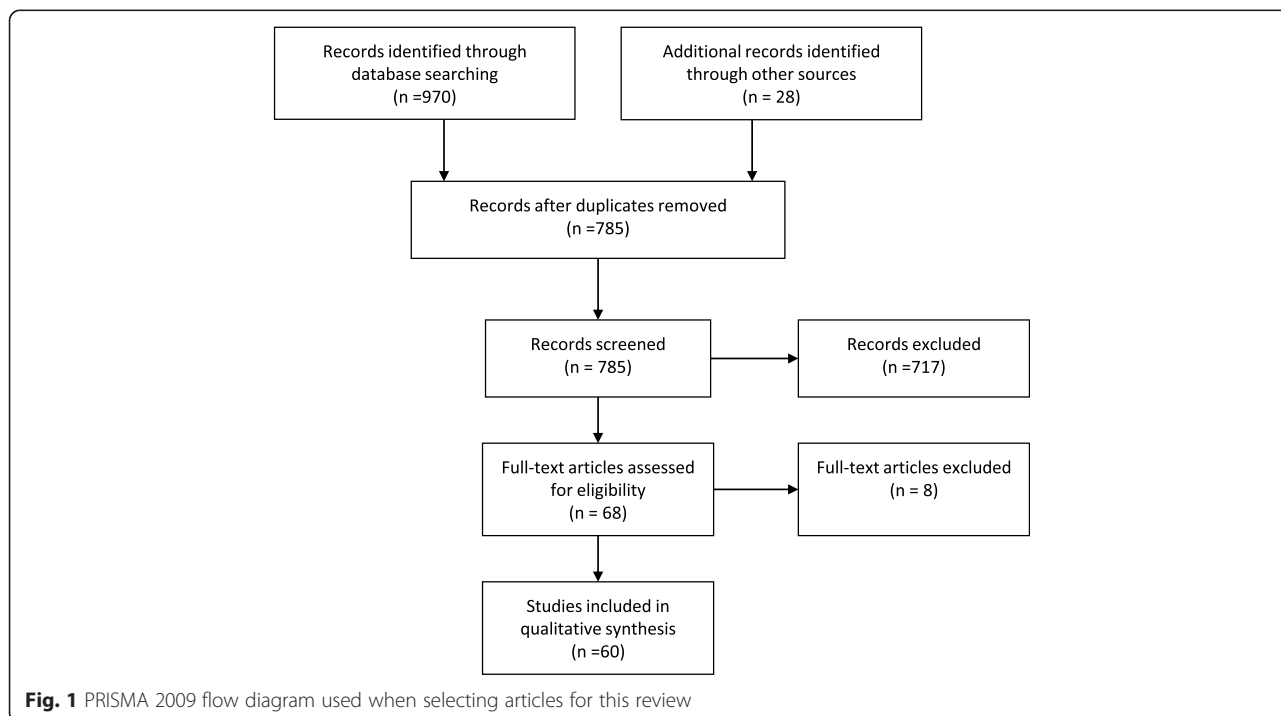 Records identified through
database searching
(n =970)
Additional records identified
through other sources
(n = 28)
Records after duplicates removed
(n =785)
Records screened
(n = 785)
Records excluded
(n =717)
Full-text articles assessed
for eligibility
(n = 68)
Full-text articles excluded
(n = 8)
Studies included in
qualitative synthesis
(n =60)
Fig. 1 PRISMA 2009 flow diagram used when selecting articles for this review